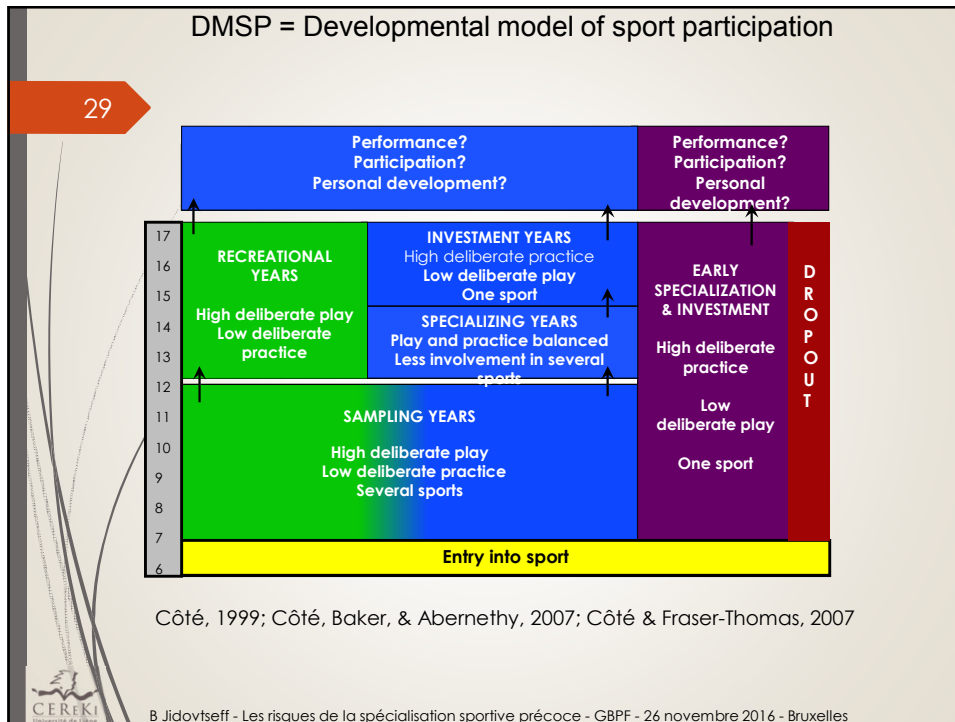 DMSP = Developmental model of sport participation
29
Performance?
Participation?
Personal development?
Performance?
Participation?
Personal
development?
17
16
15
14
13
12
11
10
9
8
7
6
RECREATIONAL
YEARS
High deliberate play
Low deliberate
practice
INVESTMENT YEARS
High deliberate practice
Low deliberate play
One sport
SPECIALIZING YEARS
Play and practice balanced
Less involvement in several
sports
SAMPLING YEARS
High deliberate play
Low deliberate practice
Several sports
EARLY
SPECIALIZATION
& INVESTMENT
High deliberate
practice
Low
deliberate play
One sport
D
R
O
P
O
U
T
Entry into sport
Côté, 1999; Côté, Baker, & Abernethy, 2007; Côté & Fraser-Thomas, 2007
CEReKi
Université de Liège
B Jidovtseff - Les risques de la spécialisation sportive précoce - GBPF - 26 novembre 2016 - Bruxelles